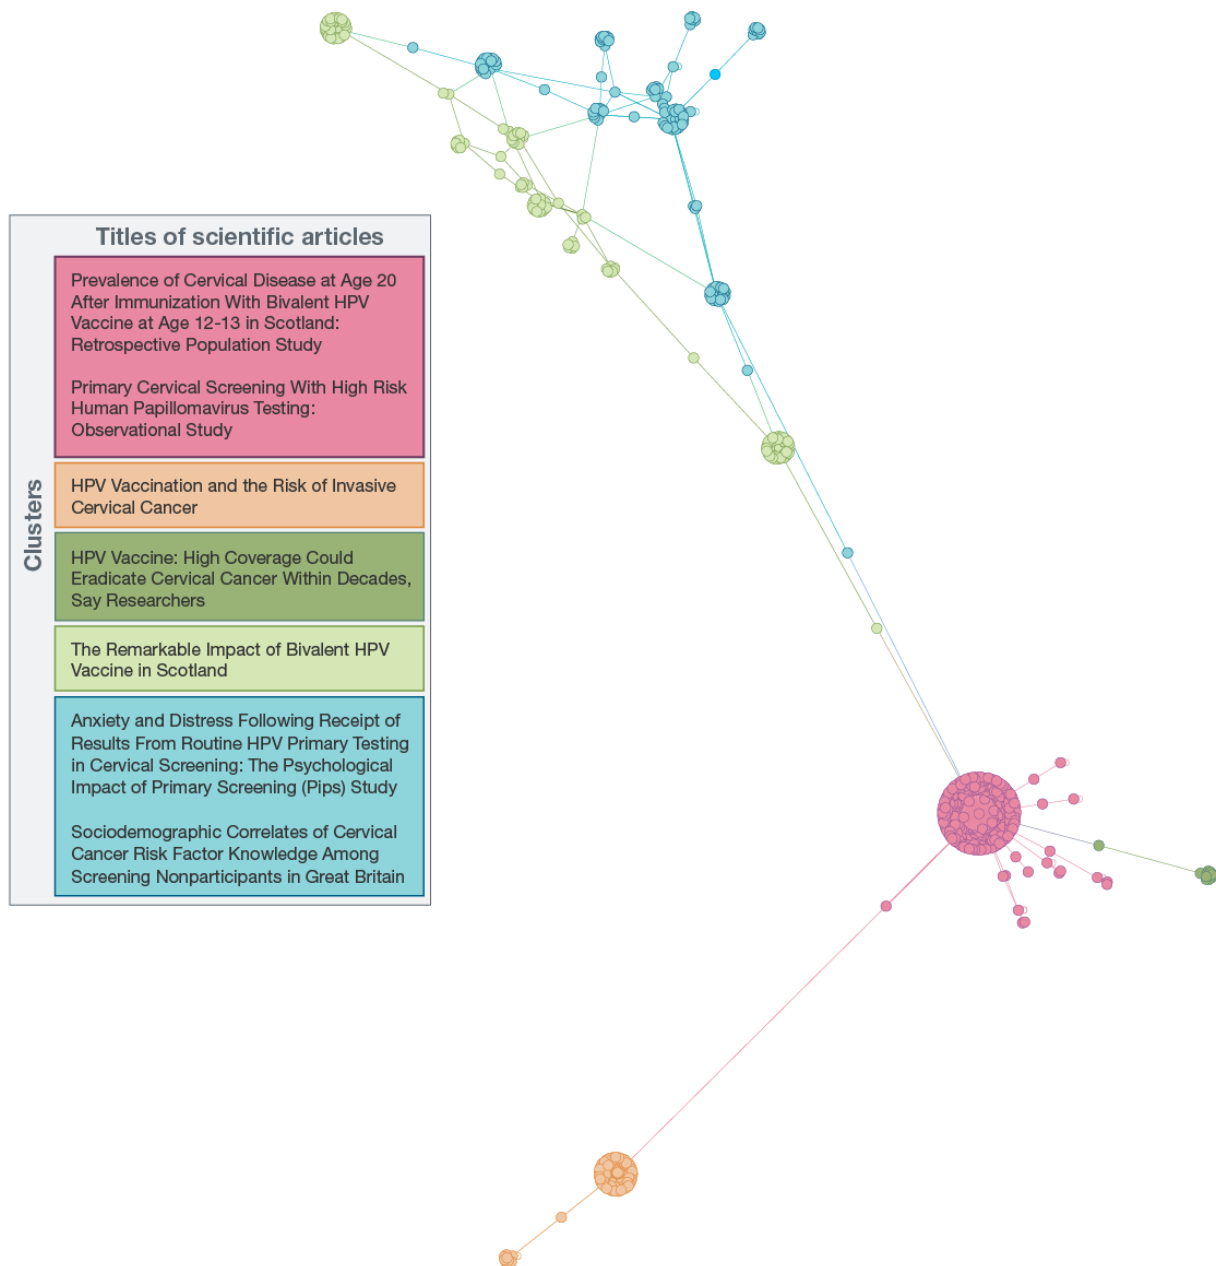 Titles of scientific articles
Clusters
Prevalence of Cervical Disease at Age 20
After Immunization With Bivalent HPV
Vaccine at Age 12-13 in Scotland:
Retrospective Population Study
Primary Cervical Screening With High Risk
Human Papillomavirus Testing:
Observational Study
HPV Vaccination and the Risk of Invasive
Cervical Cancer
HPV Vaccine: High Coverage Could
Eradicate Cervical Cancer Within Decades,
Say Researchers
The Remarkable Impact of Bivalent HPV
Vaccine in Scotland
Anxiety and Distress Following Receipt of
Results From Routine HPV Primary Testing
in Cervical Screening: The Psychological
Impact of Primary Screening (Pips) Study
Sociodemographic Correlates of Cervical
Cancer Risk Factor Knowledge Among
Screening Nonparticipants in Great Britain